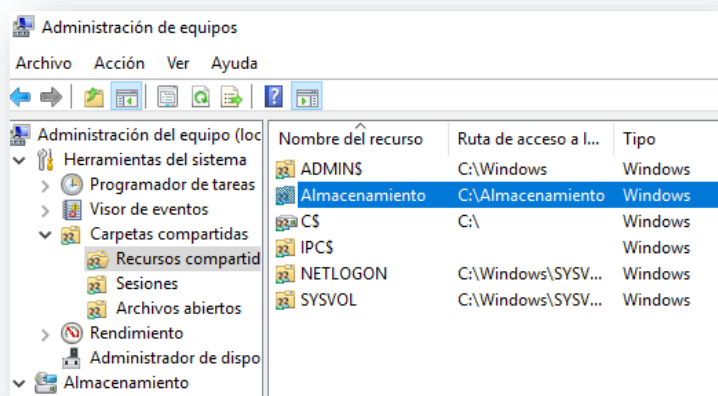 Administración de equipos
Archivo Acción Ver Ayuda
Administración del equipo (loc
Herramientas del sistema
Programador de tareas
Visor de eventos
Carpetas compartidas
Recursos compartid
Sesiones
Archivos abiertos
Rendimiento
Administrador de dispo
Almacenamiento
Nombre del recurso Ruta de acceso a l... Tipo
ADMIN$ C:\Windows Windows
Almacenamiento C:\Almacenamiento Windows
C$ C:\ Windows
IPC$ Windows
NETLOGON C:\Windows\SYSV... Windows
SYSVOL C:\Windows\SYSV... Windows